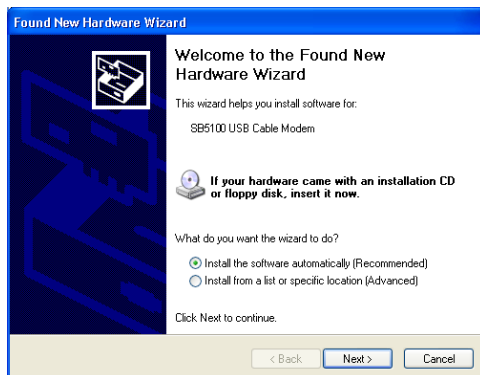 Found New Hardware Wizard
Welcome to the Found New
Hardware Wizard
This wizard helps you install software for:
SB5100 USB Cable Modem
If your hardware came with an installation CD
or floppy disk, insert it now.
What do you want the wizard to do?
Install the software automatically (Recommended)
Install from a list or specific location (Advanced)
Click Next to continue.
< Back Next > Cancel